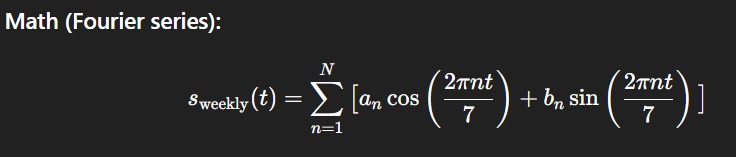 Math (Fourier series):
s_weekly(t) = ∑_{n=1}^{N} [a_n cos(2πnt/7) + b_n sin(2πnt/7)]